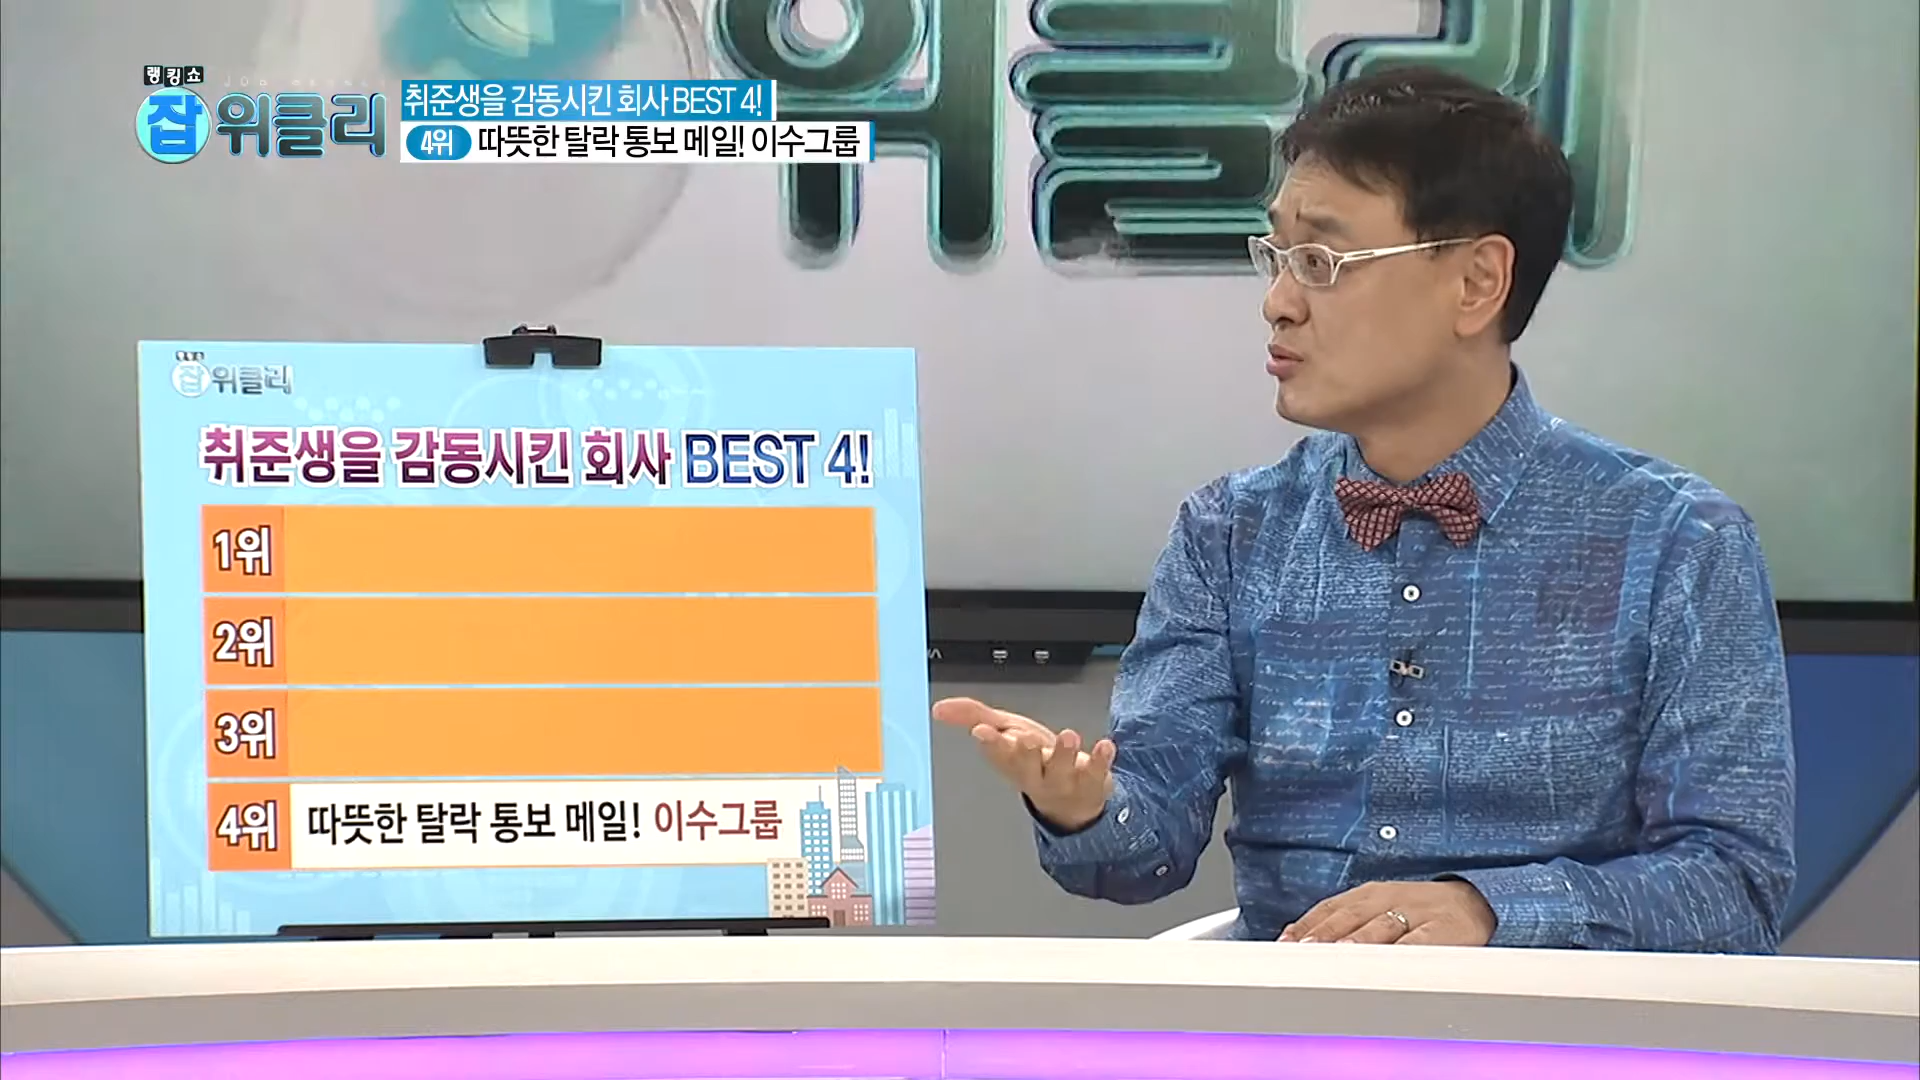 랭킹쇼
잡위클리
취준생을 감동시킨 회사 BEST 4!
4위 따뜻한 탈락 통보 메일! 이수그룹
위클리
잡위클리
취준생을 감동시킨 회사 BEST 4!
1위
2위
3위
4위 따뜻한 탈락 통보 메일! 이수그룹